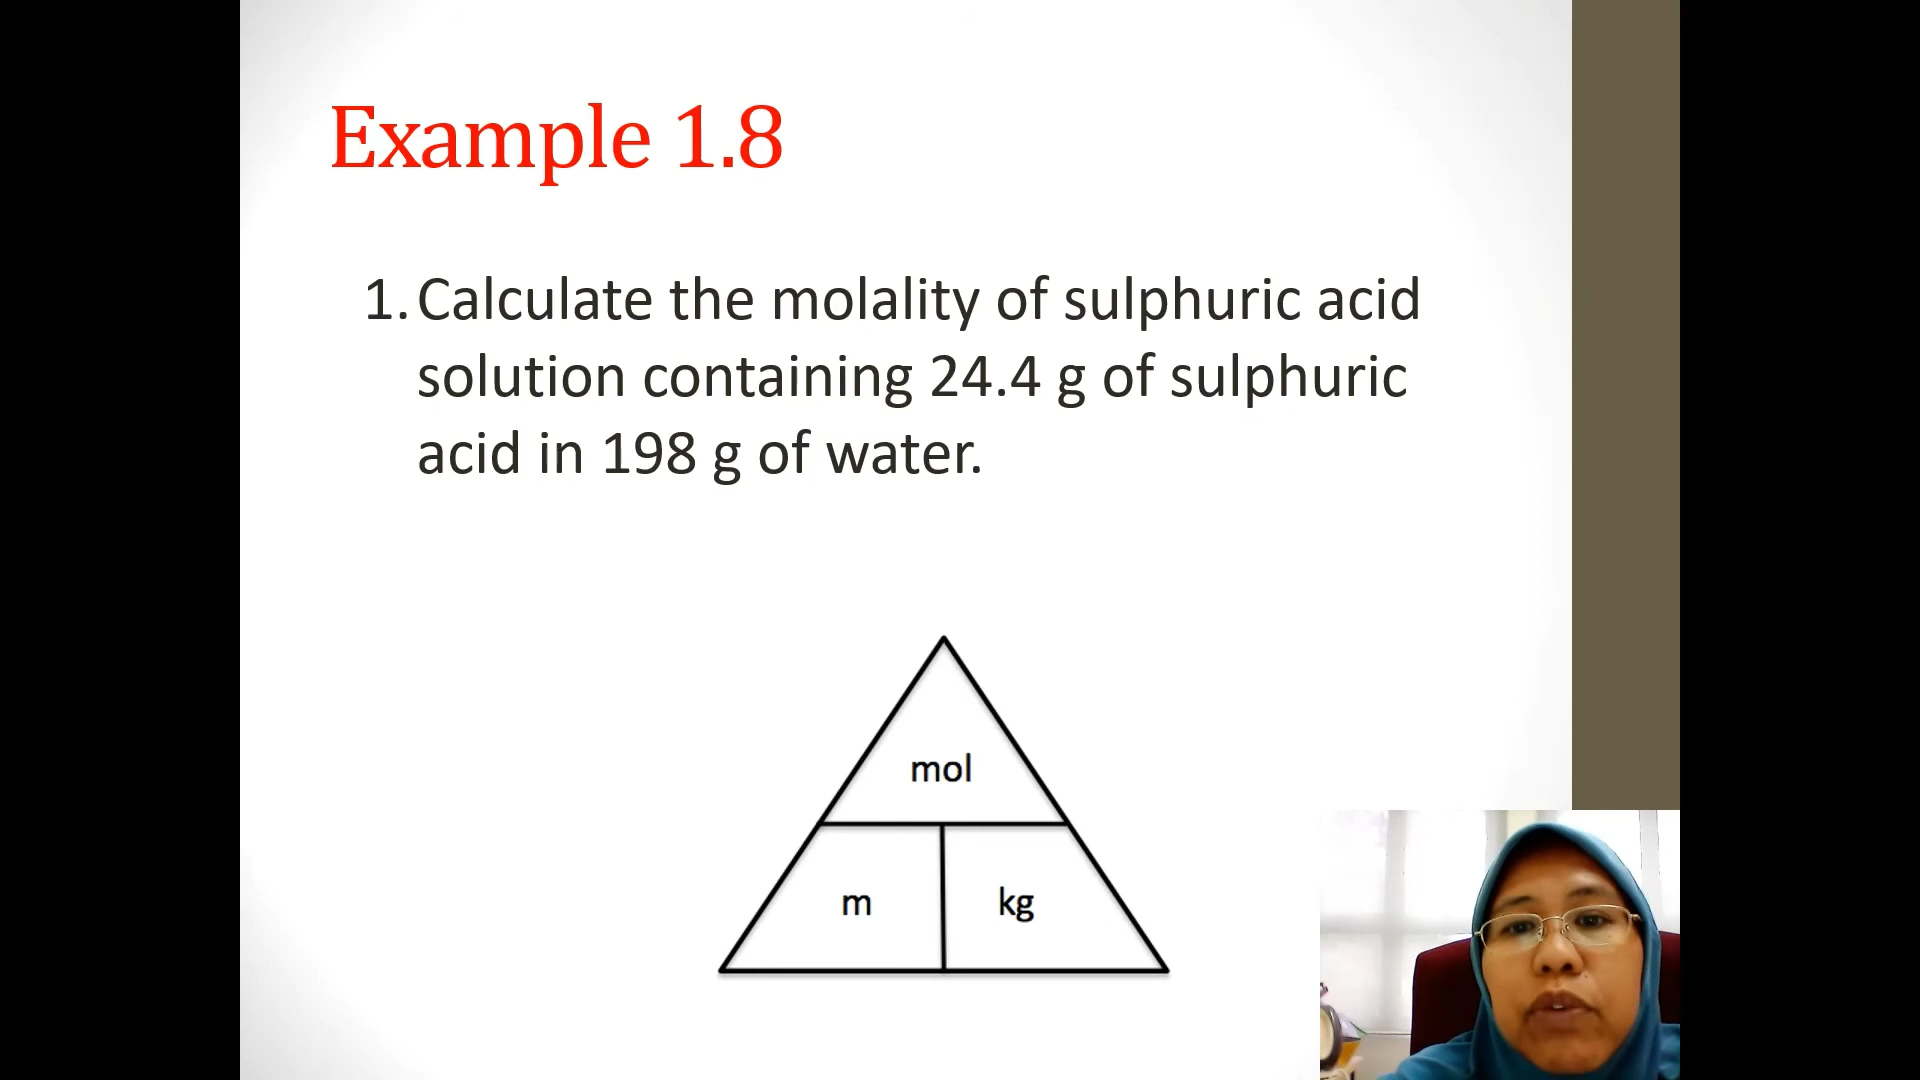 Example 1.8
1. Calculate the molality of sulphuric acid
solution containing 24.4 g of sulphuric
acid in 198 g of water.
mol
m kg